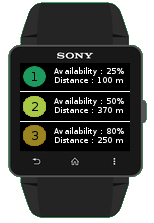 SONY
1
Availability : 25%
Distance : 100 m
2
Availability : 50%
Distance : 370 m
3
Availability : 80%
Distance : 250 m